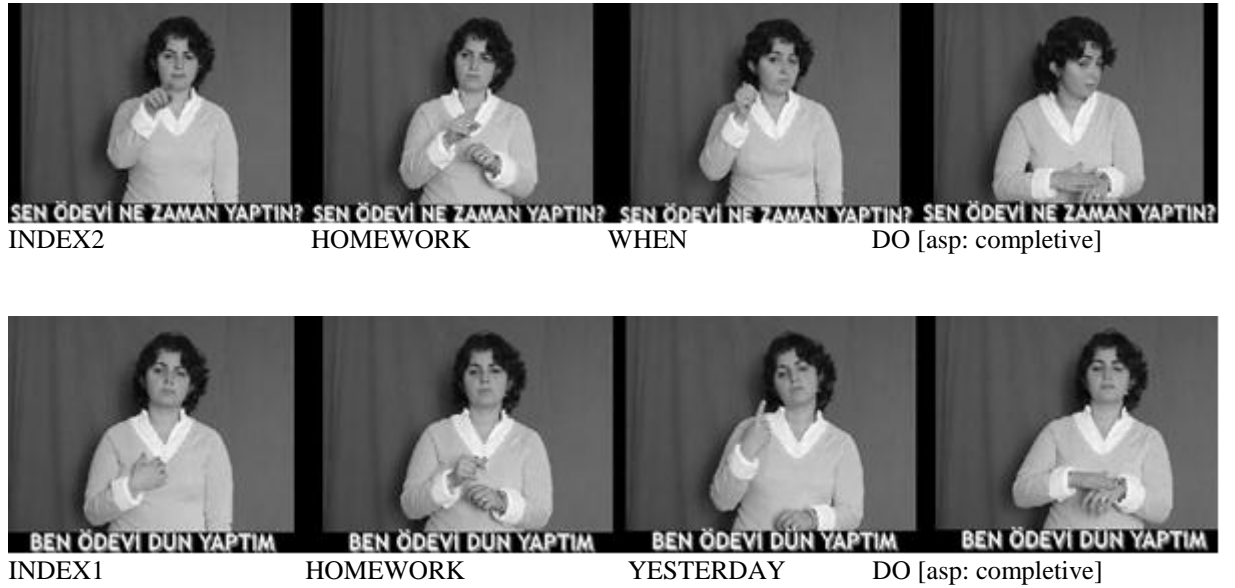 SEN ÖDEVİ NE ZAMAN YAPTIN? SEN ÖDEVİ NE ZAMAN YAPTIN? SEN ÖDEVİ NE ZAMAN YAPTIN? SEN ÖDEVİ NE ZAMAN YAPTIN?
INDEX2 HOMEWORK WHEN DO [asp: completive]
BEN ÖDEVİ DÜN YAPTIM BEN ÖDEVİ DÜN YAPTIM BEN ÖDEVİ DÜN YAPTIM BEN ÖDEVİ DÜN YAPTIM
INDEX1 HOMEWORK YESTERDAY DO [asp: completive]